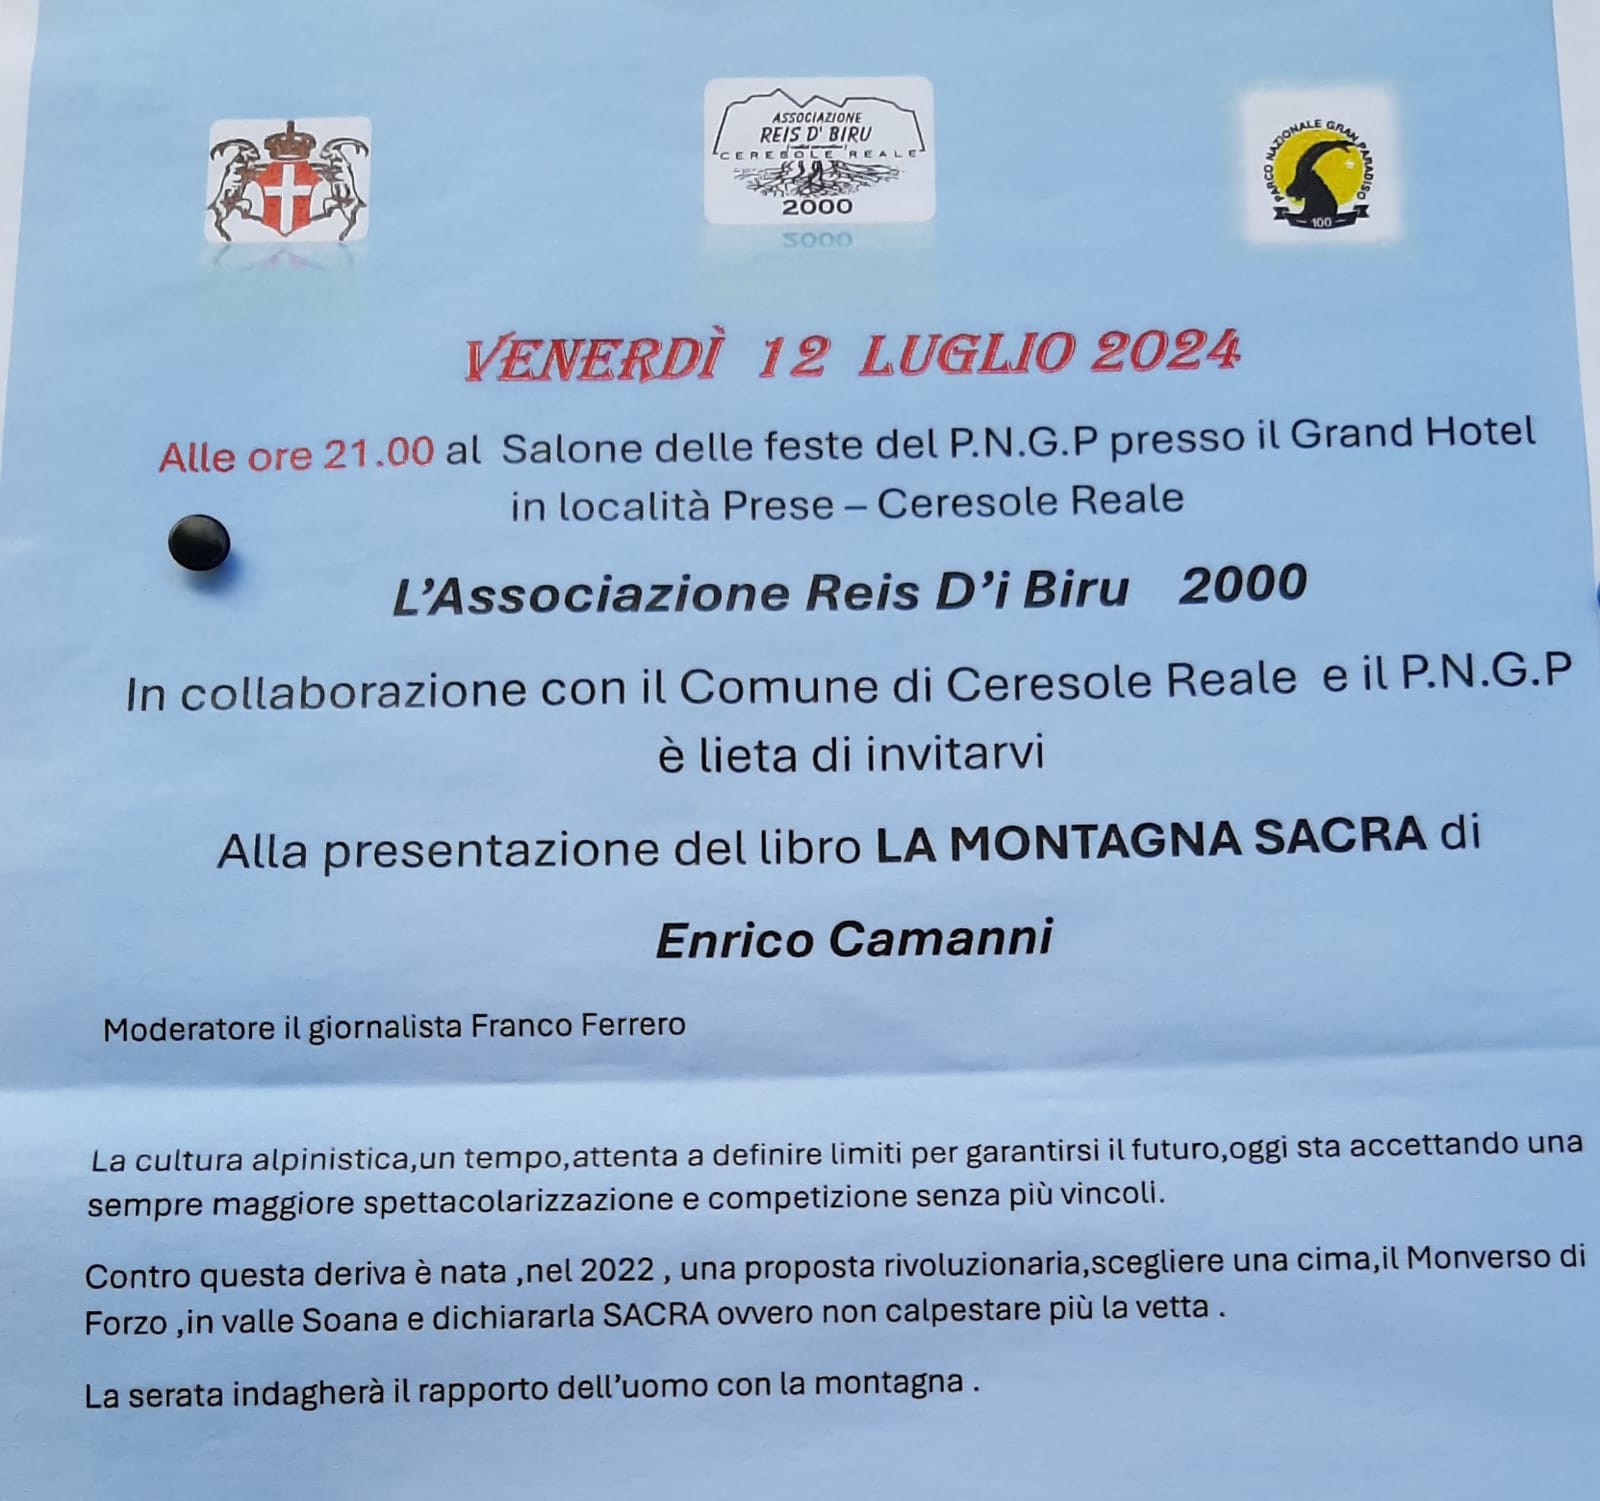 ASSOCIAZIONE
REIS D' BIRU
CERESOLE REALE
2000
PARCO NAZIONALE GRAN PARADISO
100
VENERDÌ 12 LUGLIO 2024
Alle ore 21.00 al Salone delle feste del P.N.G.P presso il Grand Hotel
in località Prese – Ceresole Reale
L'Associazione Reis D'i Biru 2000
In collaborazione con il Comune di Ceresole Reale e il P.N.G.P
è lieta di invitarvi
Alla presentazione del libro LA MONTAGNA SACRA di
Enrico Camanni
Moderatore il giornalista Franco Ferrero
La cultura alpinistica,un tempo,attenta a definire limiti per garantirsi il futuro,oggi sta accettando una
sempre maggiore spettacolarizzazione e competizione senza più vincoli.
Contro questa deriva è nata ,nel 2022 , una proposta rivoluzionaria,scegliere una cima,il Monverso di
Forzo ,in valle Soana e dichiararla SACRA ovvero non calpestare più la vetta .
La serata indagherà il rapporto dell'uomo con la montagna .